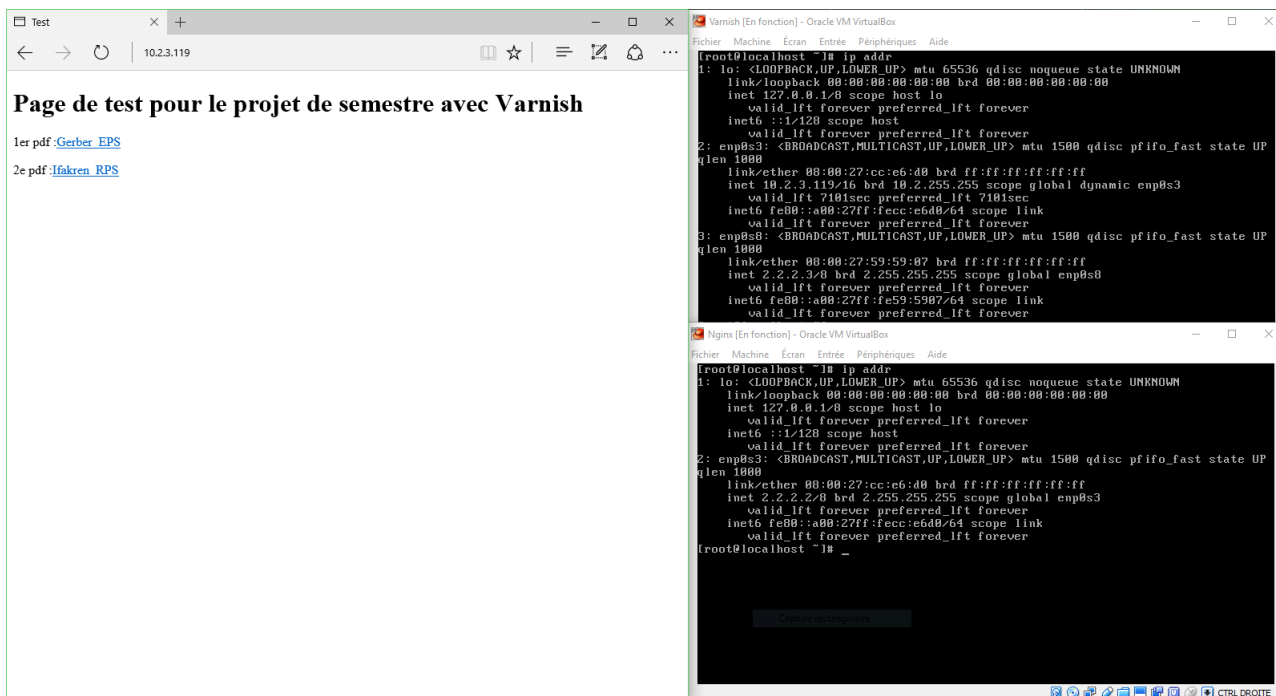 Test
10.2.3.119
Page de test pour le projet de semestre avec Varnish
1er pdf :Gerber_EPS
2e pdf :Ifakren_RPS
Varnish [En fonction] - Oracle VM VirtualBox
Fichier Machine Écran Entrée Périphériques Aide
[root@localhost ~]# ip addr
1: lo: <LOOPBACK,UP,LOWER_UP> mtu 65536 qdisc noqueue state UNKNOWN
link/loopback 00:00:00:00:00:00 brd 00:00:00:00:00:00
inet 127.0.0.1/8 scope host lo
valid_lft forever preferred_lft forever
inet6 ::1/128 scope host
valid_lft forever preferred_lft forever
2: enp0s3: <BROADCAST,MULTICAST,UP,LOWER_UP> mtu 1500 qdisc pfifo_fast state UP
qlen 1000
link/ether 08:00:27:cc:e6:d0 brd ff:ff:ff:ff:ff:ff
inet 10.2.3.119/16 brd 10.2.255.255 scope global dynamic enp0s3
valid_lft 7101sec preferred_lft 7101sec
inet6 fe80::a00:27ff:fecc:e6d0/64 scope link
valid_lft forever preferred_lft forever
3: enp0s8: <BROADCAST,MULTICAST,UP,LOWER_UP> mtu 1500 qdisc pfifo_fast state UP
qlen 1000
link/ether 08:00:27:59:59:07 brd ff:ff:ff:ff:ff:ff
inet 2.2.2.3/8 brd 2.255.255.255 scope global enp0s8
valid_lft forever preferred_lft forever
inet6 fe80::a00:27ff:fe59:5907/64 scope link
valid_lft forever preferred_lft forever
Nginx [En fonction] - Oracle VM VirtualBox
Fichier Machine Écran Entrée Périphériques Aide
[root@localhost ~]# ip addr
1: lo: <LOOPBACK,UP,LOWER_UP> mtu 65536 qdisc noqueue state UNKNOWN
link/loopback 00:00:00:00:00:00 brd 00:00:00:00:00:00
inet 127.0.0.1/8 scope host lo
valid_lft forever preferred_lft forever
inet6 ::1/128 scope host
valid_lft forever preferred_lft forever
2: enp0s3: <BROADCAST,MULTICAST,UP,LOWER_UP> mtu 1500 qdisc pfifo_fast state UP
qlen 1000
link/ether 08:00:27:cc:e6:d0 brd ff:ff:ff:ff:ff:ff
inet 2.2.2.2/8 brd 2.255.255.255 scope global enp0s3
valid_lft forever preferred_lft forever
inet6 fe80::a00:27ff:fecc:e6d0/64 scope link
valid_lft forever preferred_lft forever
[root@localhost ~]# _
Capture rectangulaire
CTRL DROITE